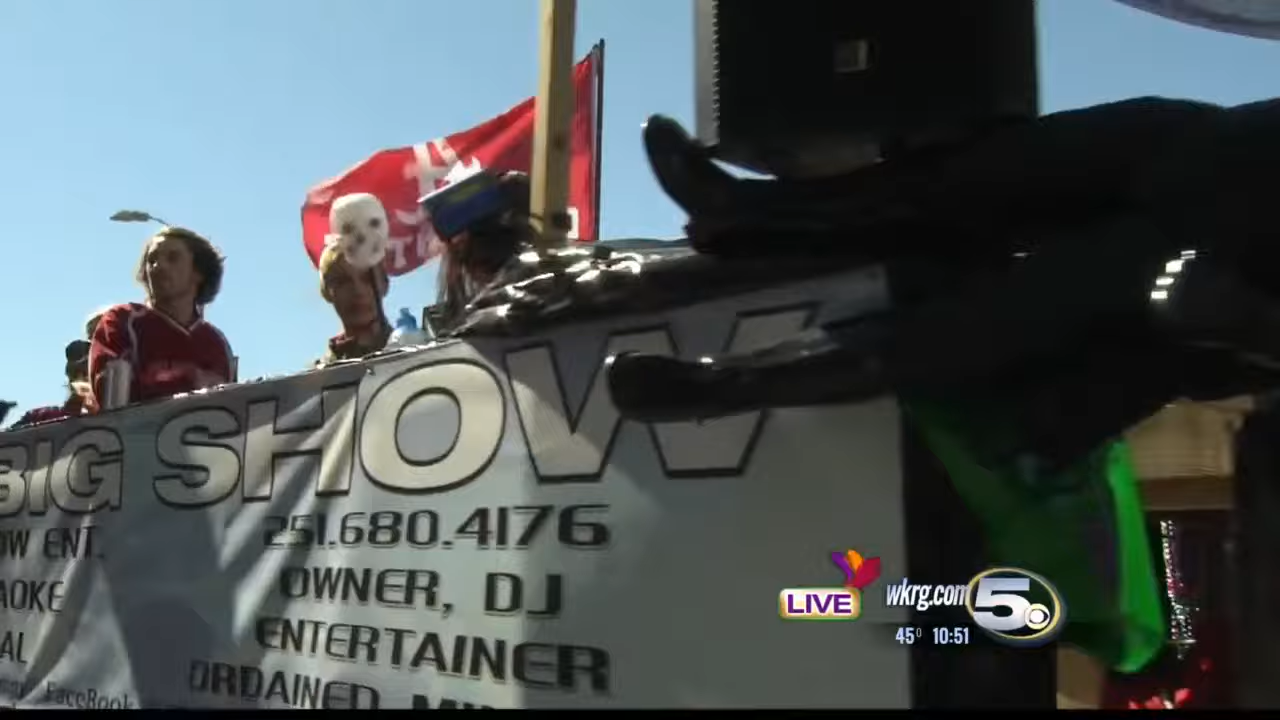 BIG SHOW
OW ENT.
251.680.4176
AOKE
OWNER, DJ
AL
ENTERTAINER
FaceBook
ORDAINED
LIVE
wkrg.com
5
45° 10:51